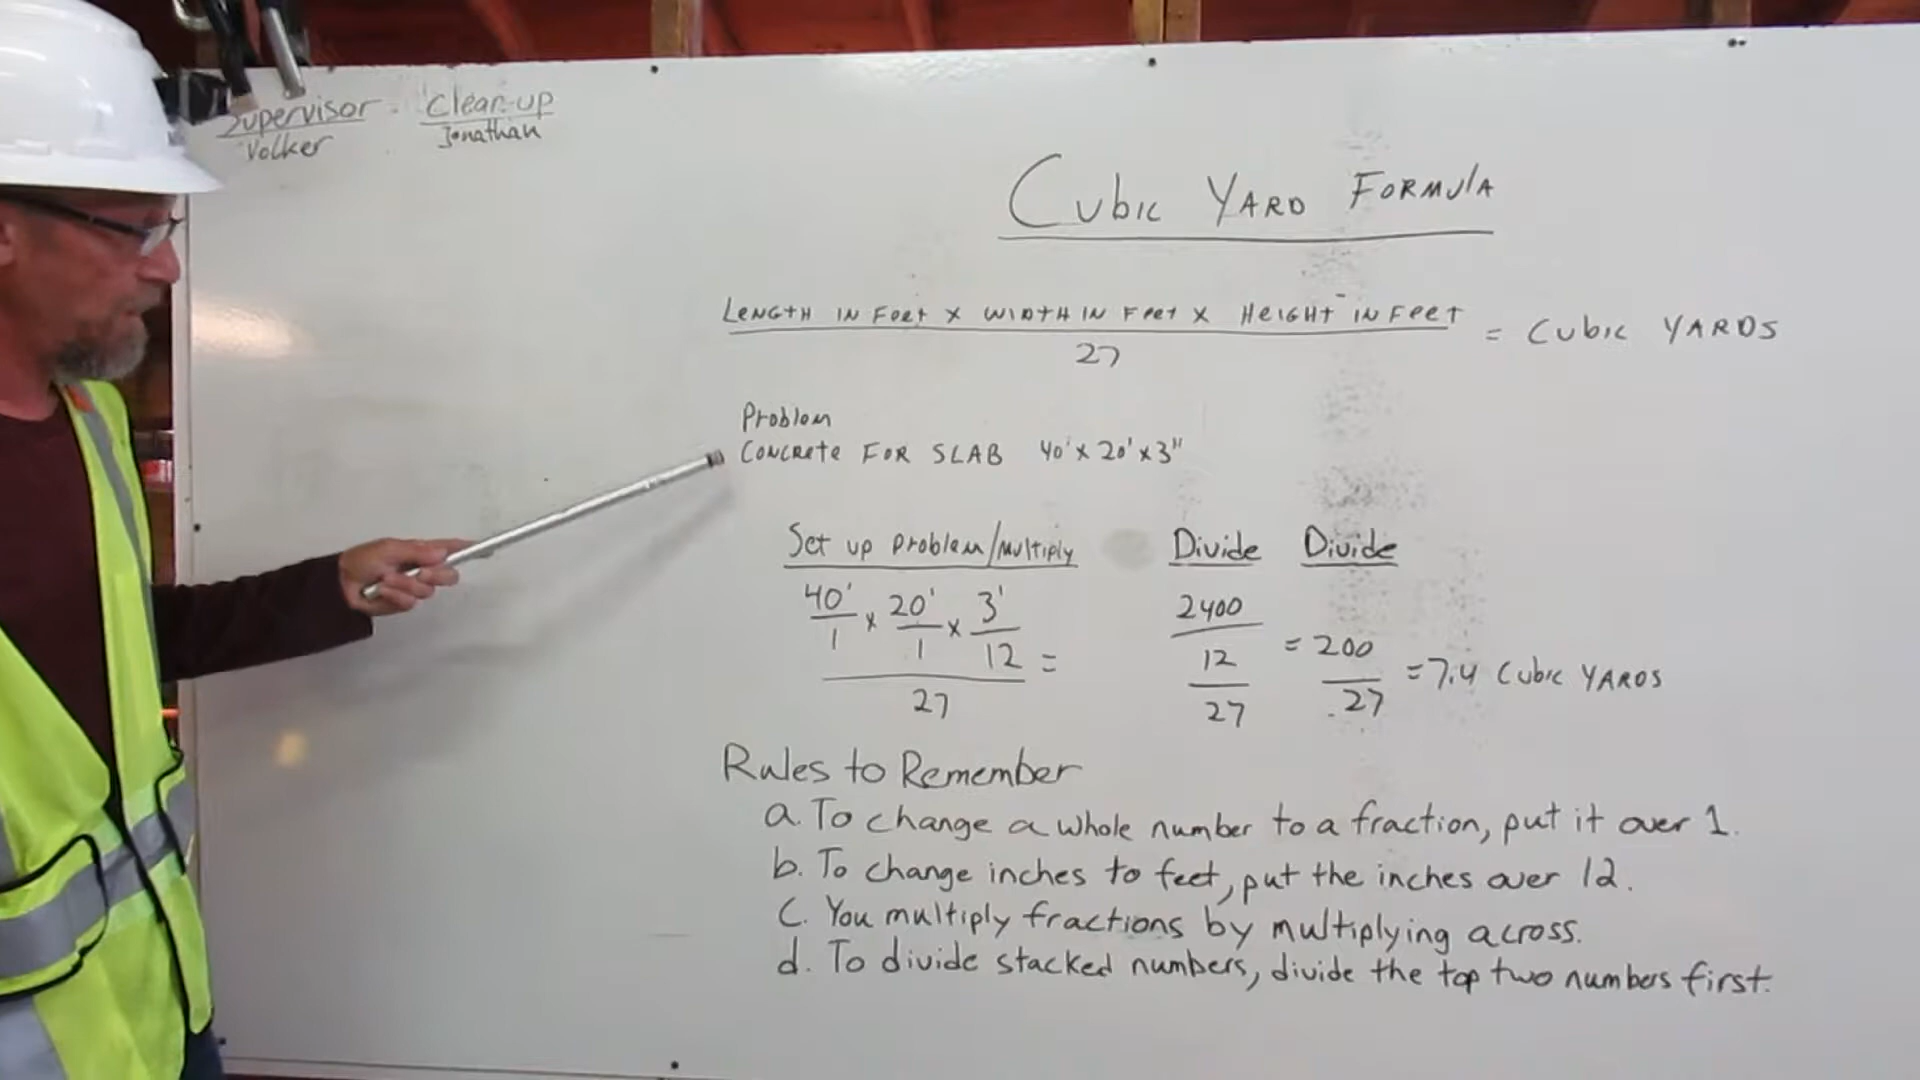 Supervisor - Clean-up
Volker Jonathan
Cubic YARD FORMULA
LENGTH IN Feet X WIDTH IN Feet X HEIGHT IN Feet
27
= Cubic YARDS
Problem
CONCRETE FOR SLAB 40' x 20' x 3"
Set up problem/multiply Divide Divide
40' x 20' x 3'
1 1 12 =
27
2400
12
27
= 200
27
= 7.4 Cubic YARDS
Rules to Remember
a. To change a whole number to a fraction, put it over 1.
b. To change inches to feet, put the inches over 12.
C. You multiply fractions by multiplying across.
d. To divide stacked numbers, divide the top two numbers first.